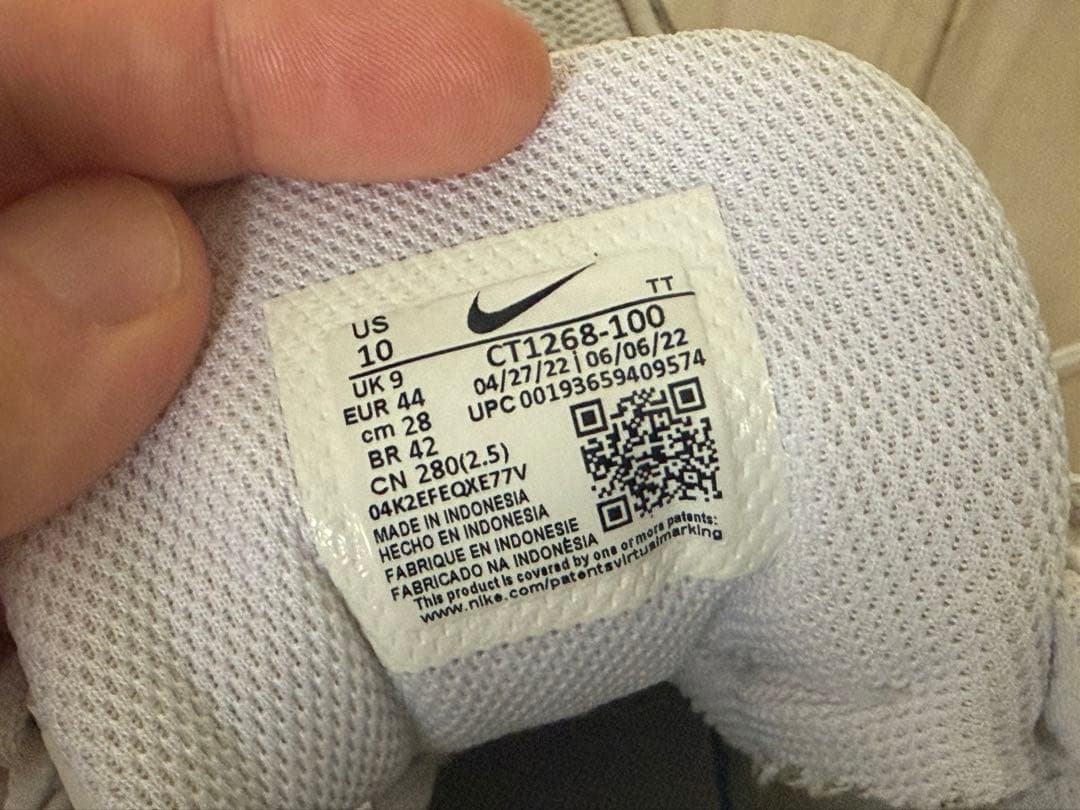 TT
US
10
CT1268-100
04/27/22 | 06/06/22
UPC 00193659409574
UK 9
EUR 44
cm 28
BR 42
CN 280(2.5)
04K2EFEQXE77V
MADE IN INDONESIA
HECHO EN INDONESIA
FABRIQUE EN INDONESIE
FABRICADO NA INDONÈSIA
This product is covered by one or more patents:
www.nike.com/patentsvirtualmarking